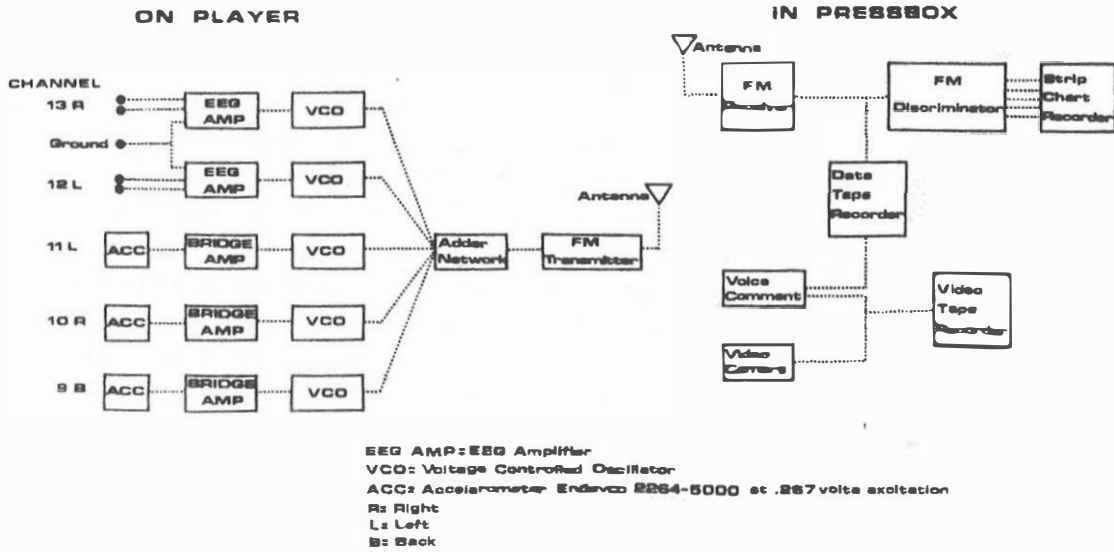 ON PLAYER
IN PRESSBOX
CHANNEL
13 R
Ground
12 L
11 L
10 R
9 B
EEG
AMP
VCO
EEG
AMP
VCO
ACC
BRIDGE
AMP
VCO
ACC
BRIDGE
AMP
VCO
ACC
BRIDGE
AMP
VCO
Adder
Network
FM
Transmitter
Antenna
Antenna
FM
FM
Discriminator
Strip
Chart
Recorder
Data
Tape
Recorder
Voice
Comment
Video
Camera
Video
Tape
Recorder
EEG AMP: EEG Amplifier
VCO: Voltage Controlled Oscillator
ACC: Accelarometer Endevco 2264-5000 at .267 volts excitation
R: Right
L: Left
B: Back